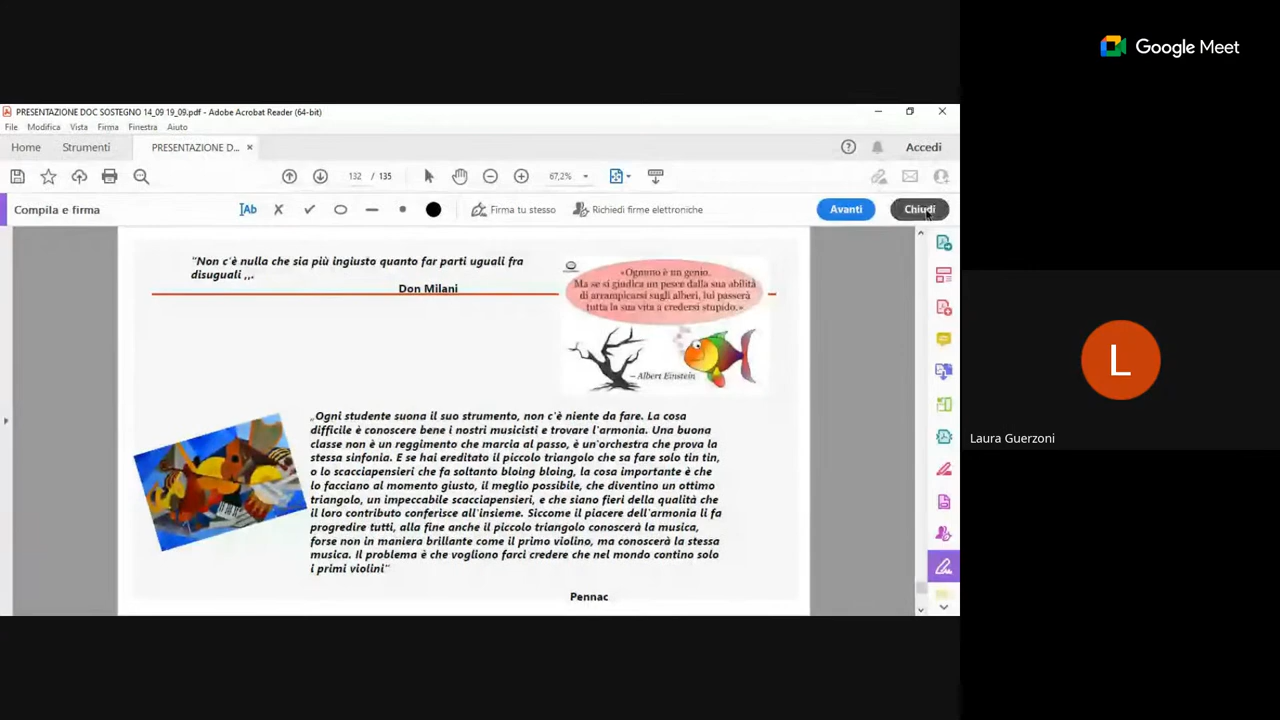 Google Meet
PRESENTAZIONE DOC SOSTEGNO 14_09 19_09.pdf - Adobe Acrobat Reader (64-bit)
File Modifica Vista Firma Finestra Aiuto
Home Strumenti PRESENTAZIONE D... × Accedi
132 / 135 67,2%
Compila e firma Ab Firma tu stesso Richiedi firme elettroniche Avanti Chiudi
"Non c'è nulla che sia più ingiusto quanto far parti uguali fra
disuguali ,,.
Don Milani
«Ognuno è un genio.
Ma se si giudica un pesce dalla sua abilità
di arrampicarsi sugli alberi, lui passerà
tutta la sua vita a credersi stupido.»
– Albert Einstein
„Ogni studente suona il suo strumento, non c'è niente da fare. La cosa
difficile è conoscere bene i nostri musicisti e trovare l'armonia. Una buona
classe non è un reggimento che marcia al passo, è un'orchestra che prova la
stessa sinfonia. E se hai ereditato il piccolo triangolo che sa fare solo tin tin,
o lo scacciapensieri che fa soltanto bloing bloing, la cosa importante è che
lo facciano al momento giusto, il meglio possibile, che diventino un ottimo
triangolo, un impeccabile scacciapensieri, e che siano fieri della qualità che
il loro contributo conferisce all'insieme. Siccome il piacere dell'armonia li fa
progredire tutti, alla fine anche il piccolo triangolo conoscerà la musica,
forse non in maniera brillante come il primo violino, ma conoscerà la stessa
musica. Il problema è che vogliono farci credere che nel mondo contino solo
i primi violini"
Pennac
L
Laura Guerzoni